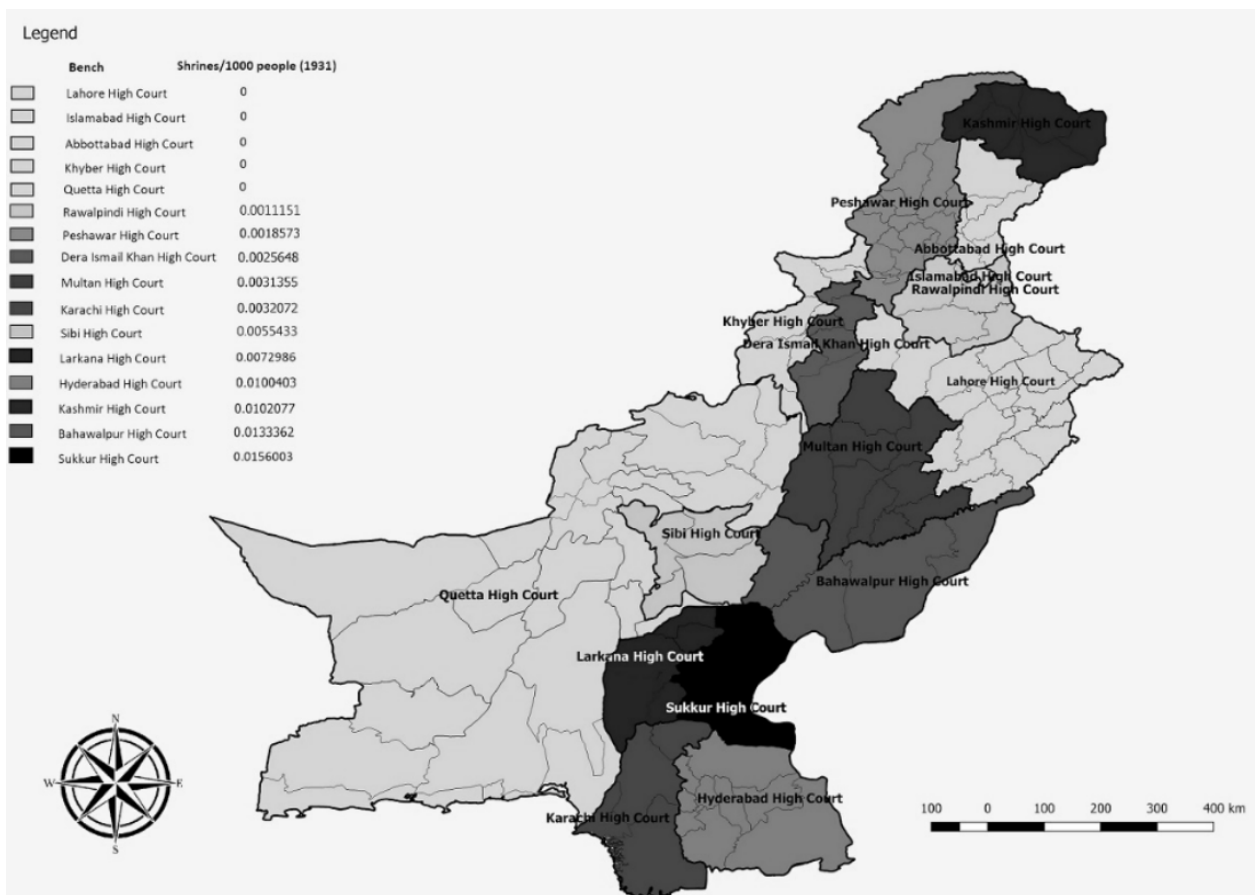 Legend
Bench Shrines/1000 people (1931)
Lahore High Court 0
Islamabad High Court 0
Abbottabad High Court 0
Khyber High Court 0
Quetta High Court 0
Rawalpindi High Court 0.0011151
Peshawar High Court 0.0018573
Dera Ismail Khan High Court 0.0025648
Multan High Court 0.0031355
Karachi High Court 0.0032072
Sibi High Court 0.0055433
Larkana High Court 0.0072986
Hyderabad High Court 0.0100403
Kashmir High Court 0.0102077
Bahawalpur High Court 0.0133362
Sukkur High Court 0.0156003
Kashmir High Court
Peshawar High Court
Abbottabad High Court
Islamabad High Court
Rawalpindi High Court
Khyber High Court
Dera Ismail Khan High Court
Lahore High Court
Multan High Court
Sibi High Court
Bahawalpur High Court
Quetta High Court
Larkana High Court
Sukkur High Court
Hyderabad High Court
Karachi High Court
N
W E
S
100 0 100 200 300 400 km